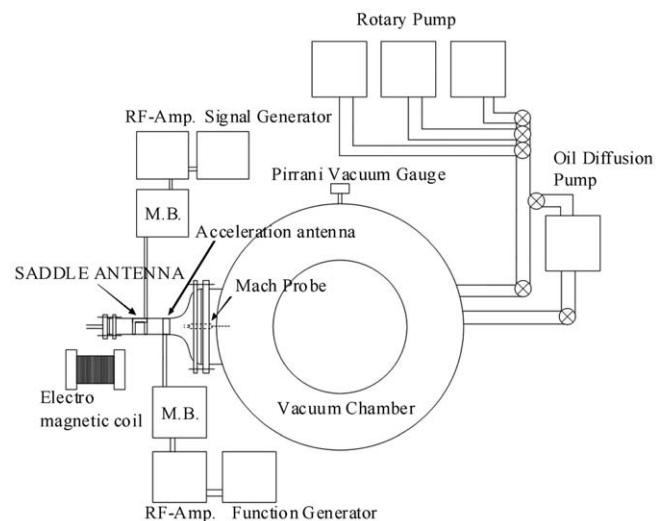 Rotary Pump
RF-Amp. Signal Generator
Pirrani Vacuum Gauge
Oil Diffusion
Pump
M.B.
Acceleration antenna
SADDLE ANTENNA
Mach Probe
Electro
magnetic coil
M.B.
Vacuum Chamber
RF-Amp. Function Generator